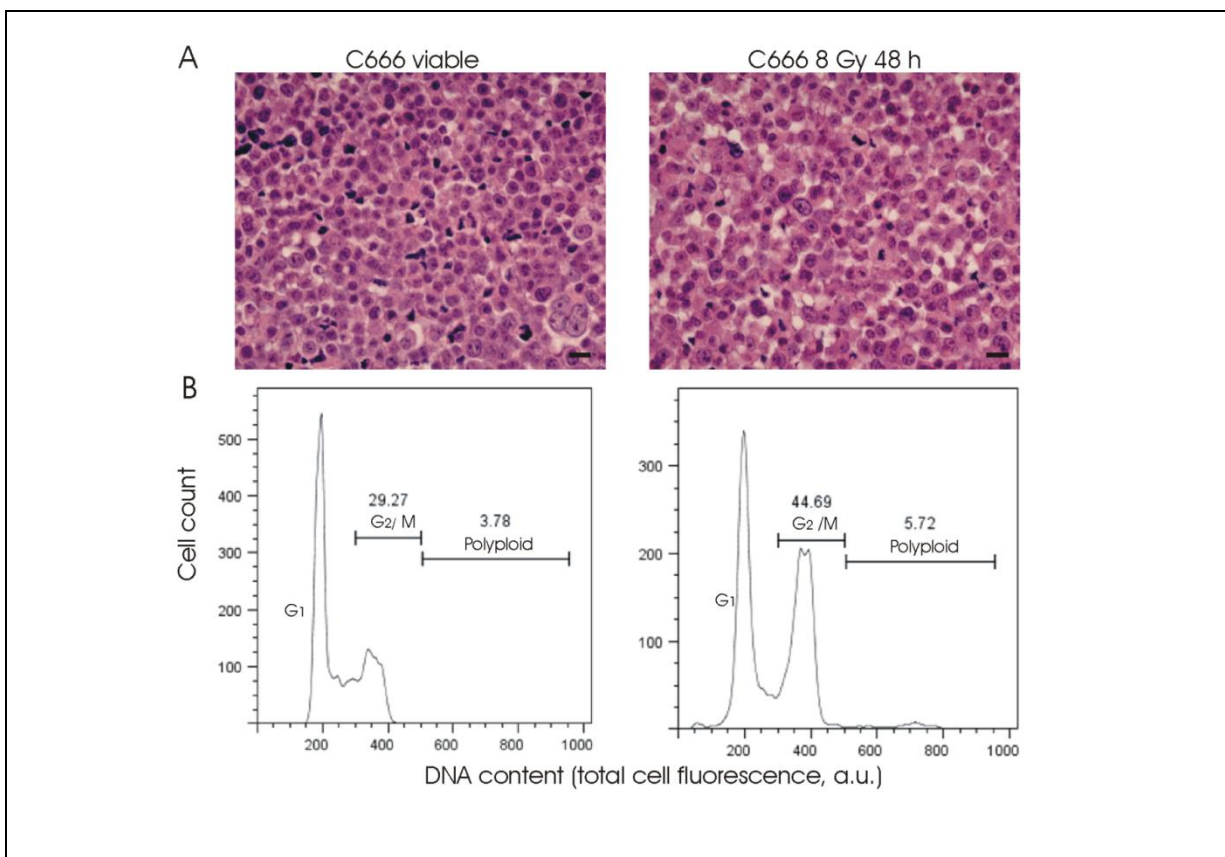 A
C666 viable
C666 8 Gy 48 h
B
Cell count
500
400
300
200
100
29.27
G2/ M
3.78
Polyploid
G1
200
400
600
800
1000
300
200
100
44.69
G2 /M
5.72
Polyploid
G1
200
400
600
800
1000
DNA content (total cell fluorescence, a.u.)